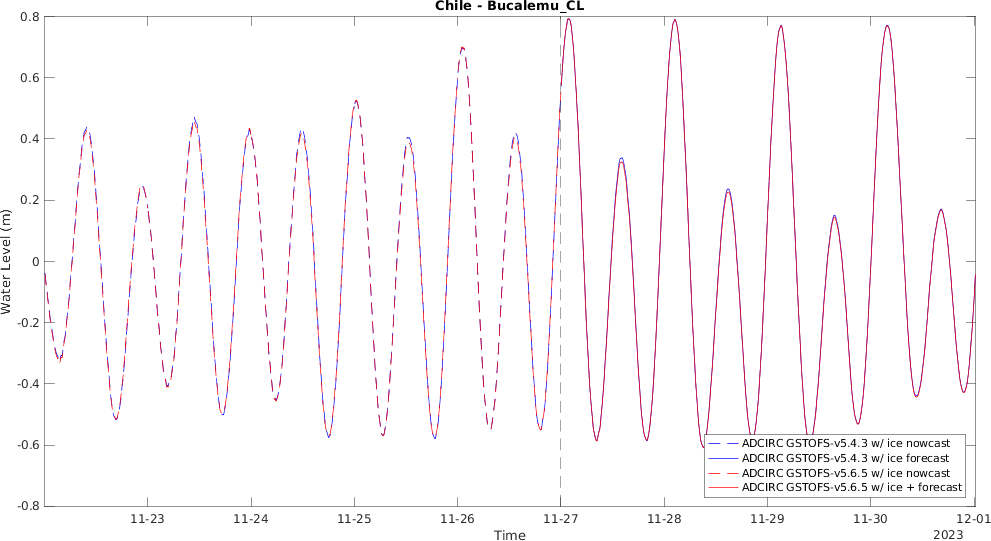 Chile - Bucalemu_CL
Water Level (m)
0.8
0.6
0.4
0.2
0
-0.2
-0.4
-0.6
-0.8
ADCIRC GSTOFS-v5.4.3 w/ ice nowcast
ADCIRC GSTOFS-v5.4.3 w/ ice forecast
ADCIRC GSTOFS-v5.6.5 w/ ice nowcast
ADCIRC GSTOFS-v5.6.5 w/ ice + forecast
11-23 11-24 11-25 11-26 11-27 11-28 11-29 11-30 12-01
Time
2023